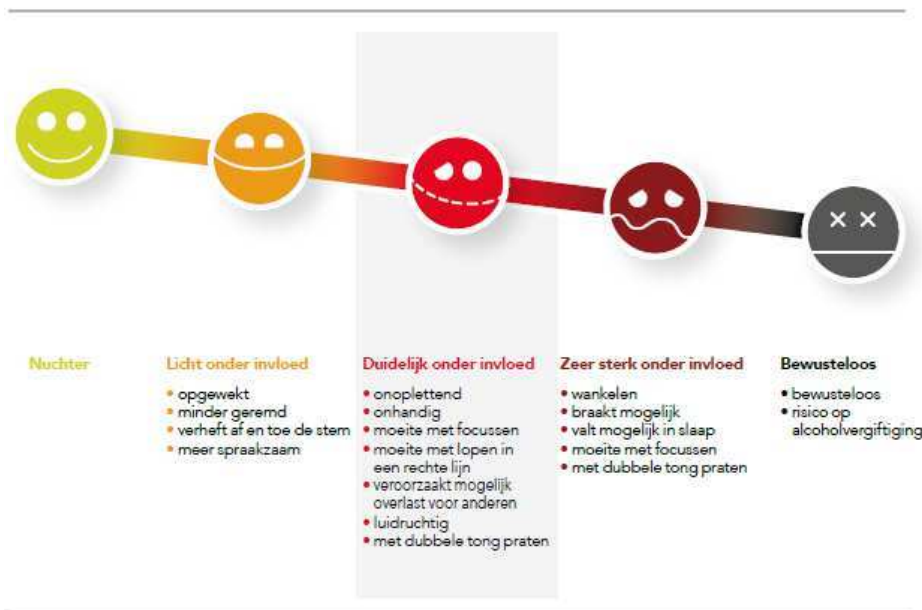 Nuchter
Licht onder invloed
• opgewekt
• minder geremd
• verheft af en toe de stem
• meer spraakzaam
Duidelijk onder invloed
• onoplettend
• onhandig
• moeite met focussen
• moeite met lopen in
een rechte lijn
• veroorzaakt mogelijk
overlast voor anderen
• luidruchtig
• met dubbele tong praten
Zeer sterk onder invloed
• wankelen
• braakt mogelijk
• valt mogelijk in slaap
• moeite met focussen
• met dubbele tong praten
Bewusteloos
• bewusteloos
• risico op
alcoholvergiftiging